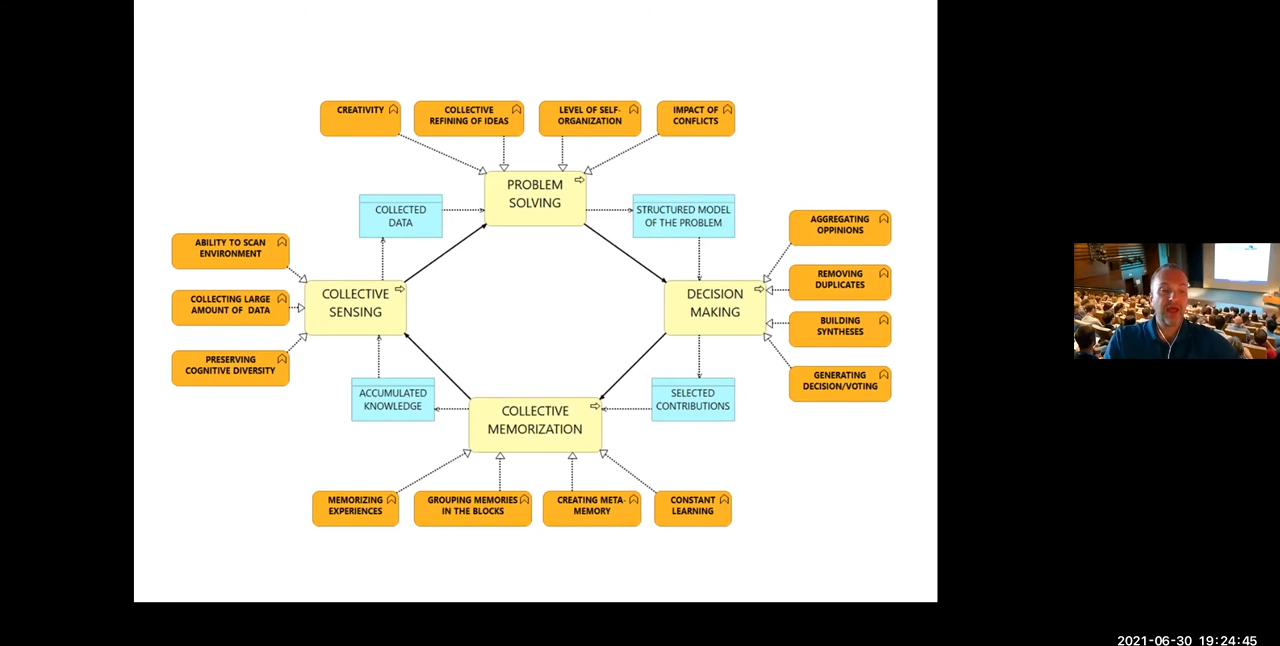 CREATIVITY
COLLECTIVE
REFINING OF IDEAS
LEVEL OF SELF-
ORGANIZATION
IMPACT OF
CONFLICTS
PROBLEM
SOLVING
COLLECTED
DATA
STRUCTURED MODEL
OF THE PROBLEM
ABILITY TO SCAN
ENVIRONMENT
COLLECTING LARGE
AMOUNT OF DATA
PRESERVING
COGNITIVE DIVERSITY
COLLECTIVE
SENSING
DECISION
MAKING
AGGREGATING
OPPINIONS
REMOVING
DUPLICATES
BUILDING
SYNTHESES
GENERATING
DECISION/VOTING
ACCUMULATED
KNOWLEDGE
SELECTED
CONTRIBUTIONS
COLLECTIVE
MEMORIZATION
MEMORIZING
EXPERIENCES
GROUPING MEMORIES
IN THE BLOCKS
CREATING META-
MEMORY
CONSTANT
LEARNING
2021-06-30 19:24:45